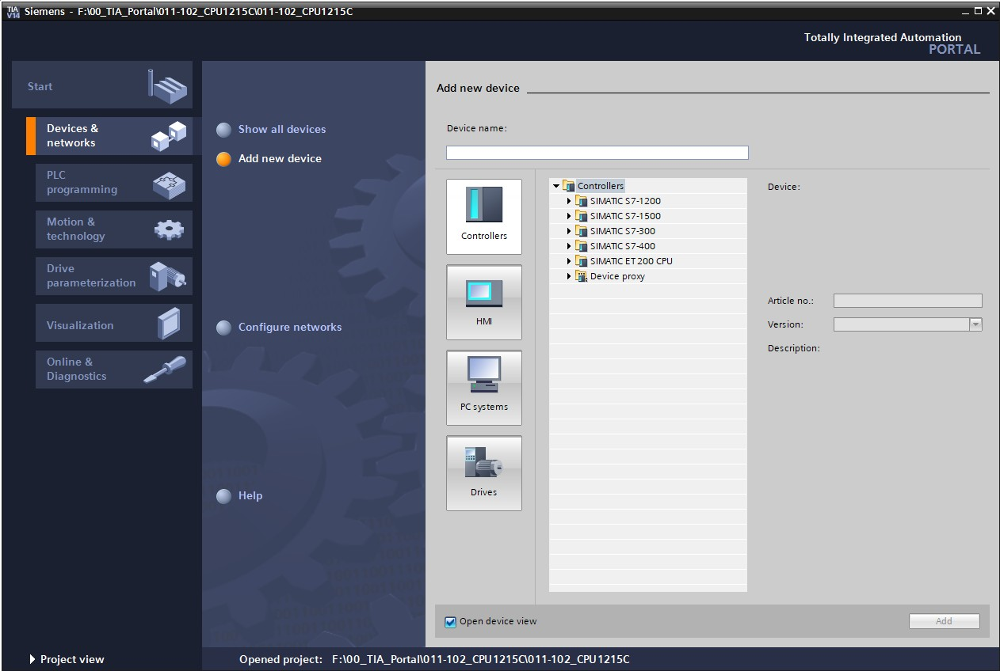 TIA V14 Siemens - F:\00_TIA_Portal\011-102_CPU1215C\011-102_CPU1215C
Totally Integrated Automation
PORTAL
Start
Devices &
networks
PLC
programming
Motion &
technology
Drive
parameterization
Visualization
Online &
Diagnostics
Show all devices
Add new device
Configure networks
Help
Add new device
Device name:
Controllers
HMI
PC systems
Drives
Controllers
SIMATIC S7-1200
SIMATIC S7-1500
SIMATIC S7-300
SIMATIC S7-400
SIMATIC ET 200 CPU
Device proxy
Device:
Article no.:
Version:
Description:
Open device view
Add
Project view
Opened project: F:\00_TIA_Portal\011-102_CPU1215C\011-102_CPU1215C